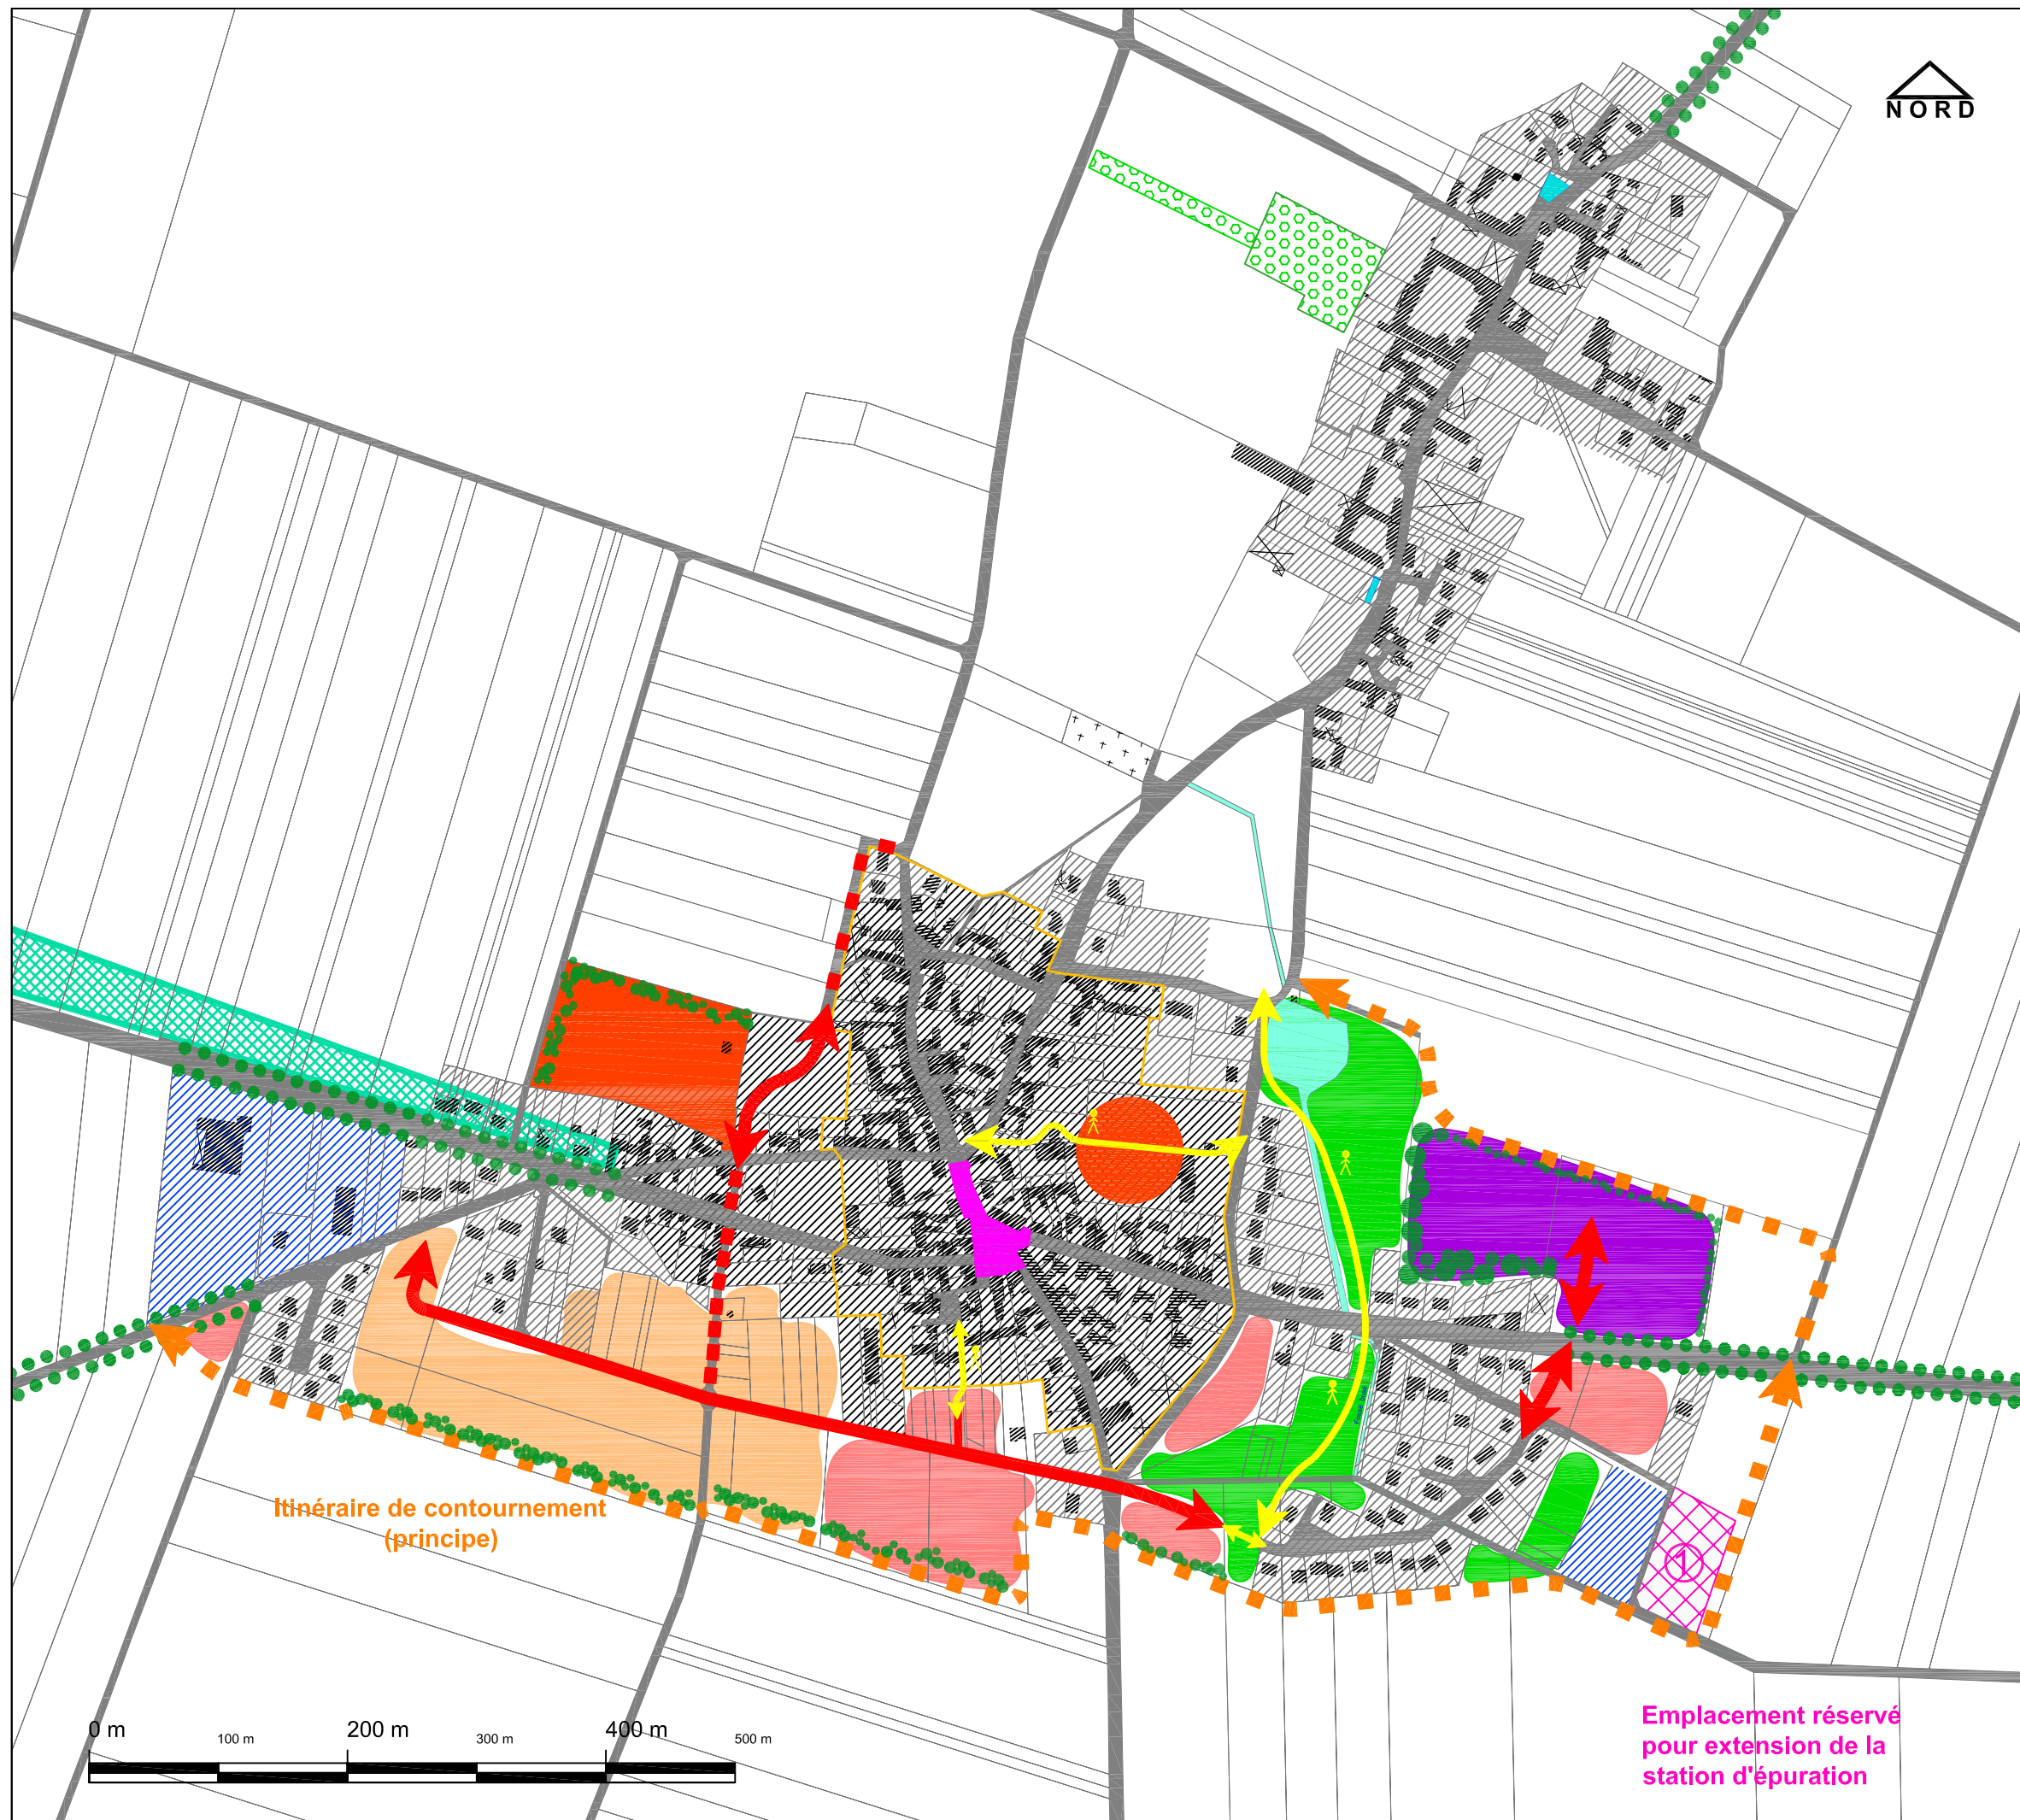 NORD
Itinéraire de contournement
(principe)
1
0 m
100 m
200 m
300 m
400 m
500 m
Emplacement réservé
pour extension de la
station d'épuration